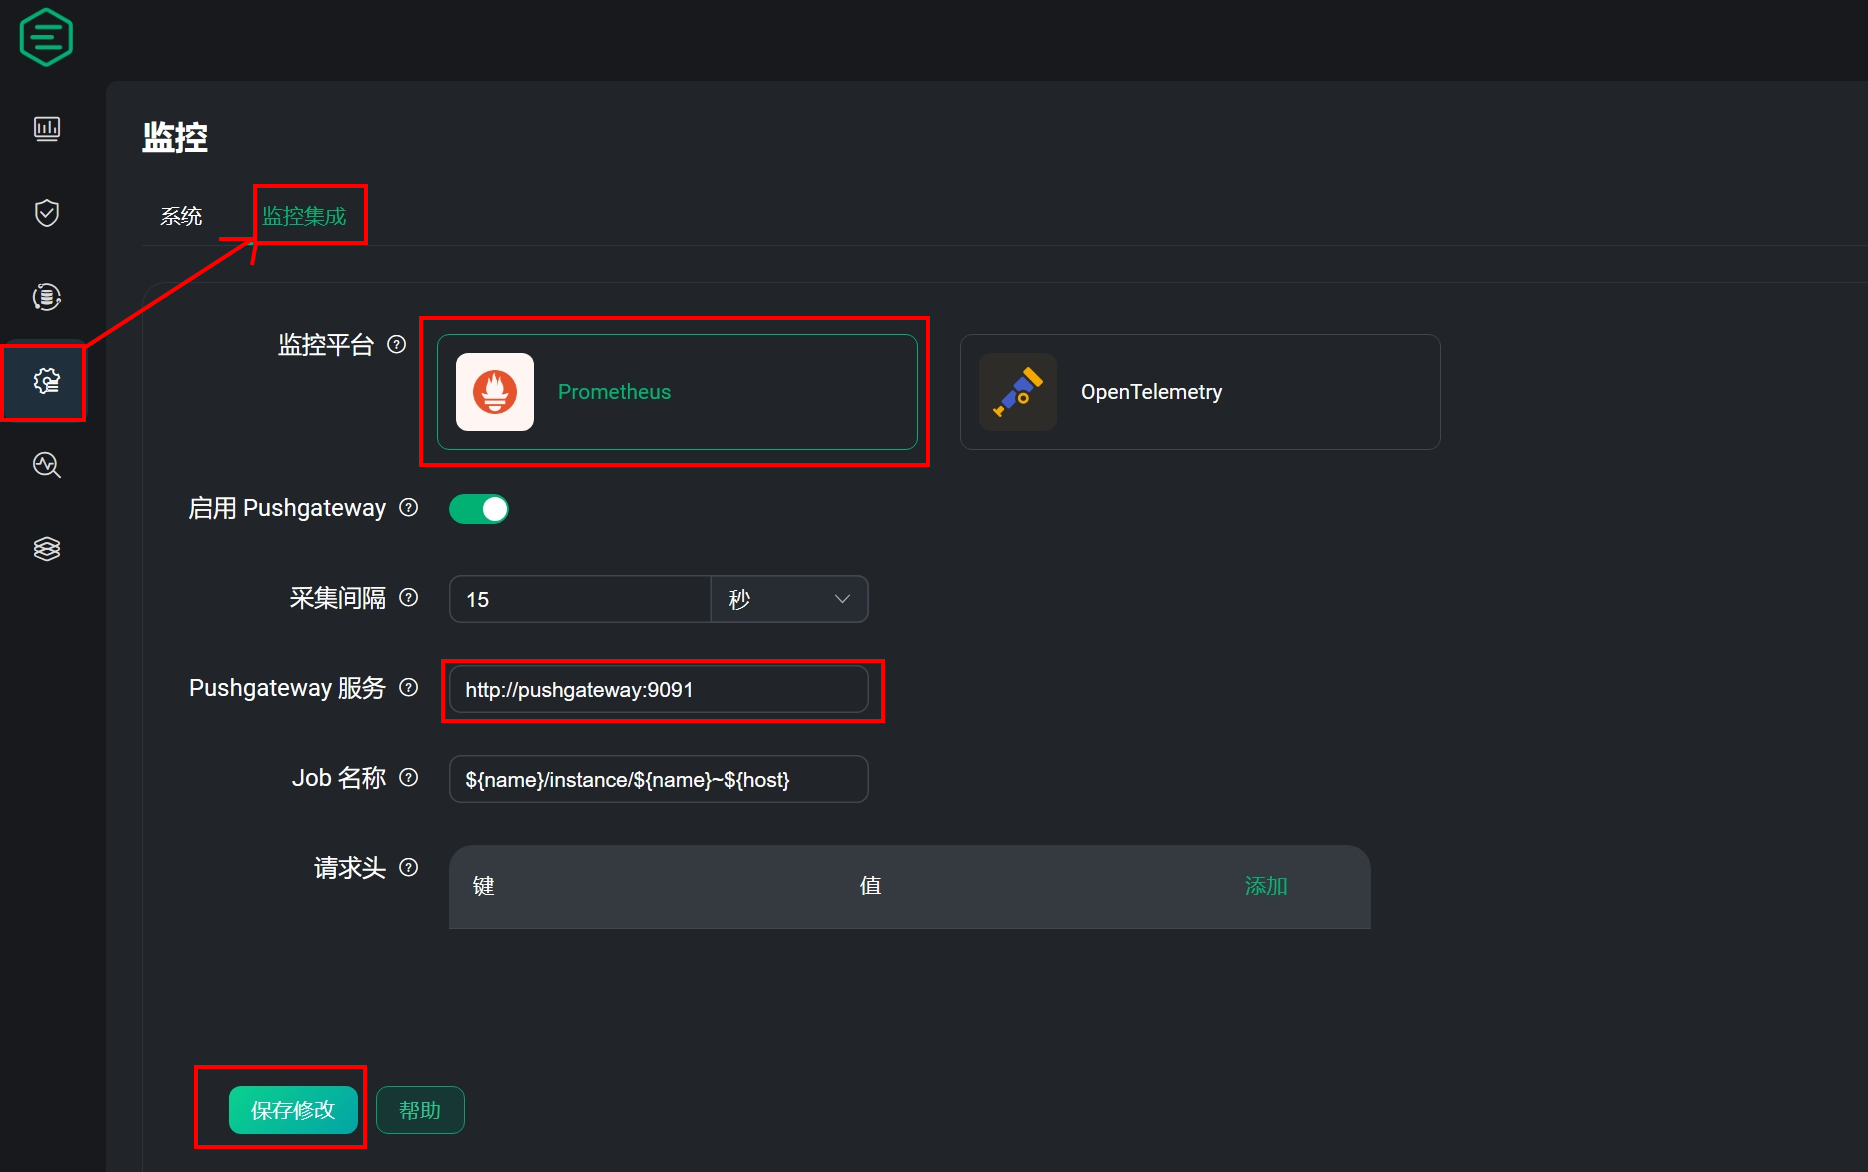 监控
系统
监控集成
监控平台
Prometheus
OpenTelemetry
启用 Pushgateway
采集间隔
15
秒
Pushgateway 服务
http://pushgateway:9091
Job 名称
${name}/instance/${name}~${host}
请求头
键
值
添加
保存修改
帮助